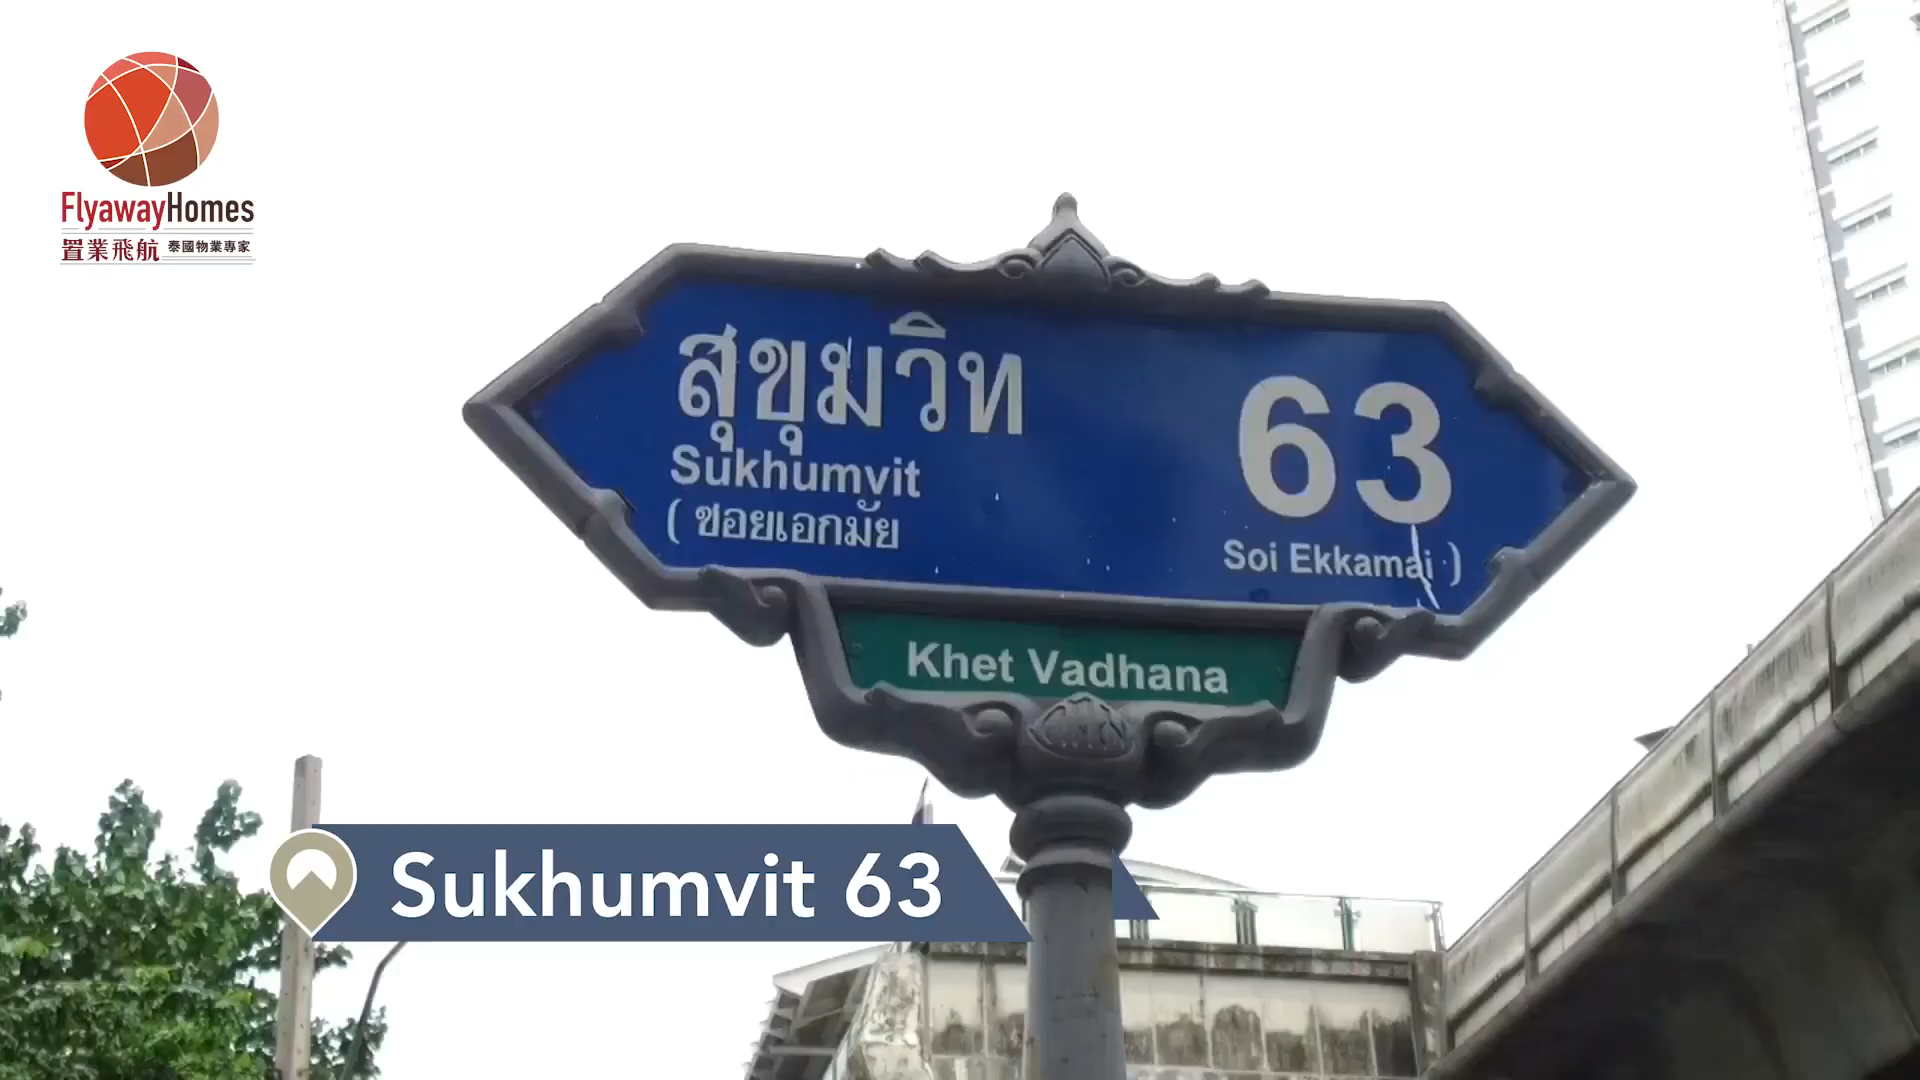 FlyawayHomes
置業飛航 泰國物業專家
สุขุมวิท 63
Sukhumvit
( ซอยเอกมัย Soi Ekkamai )
Khet Vadhana
Sukhumvit 63